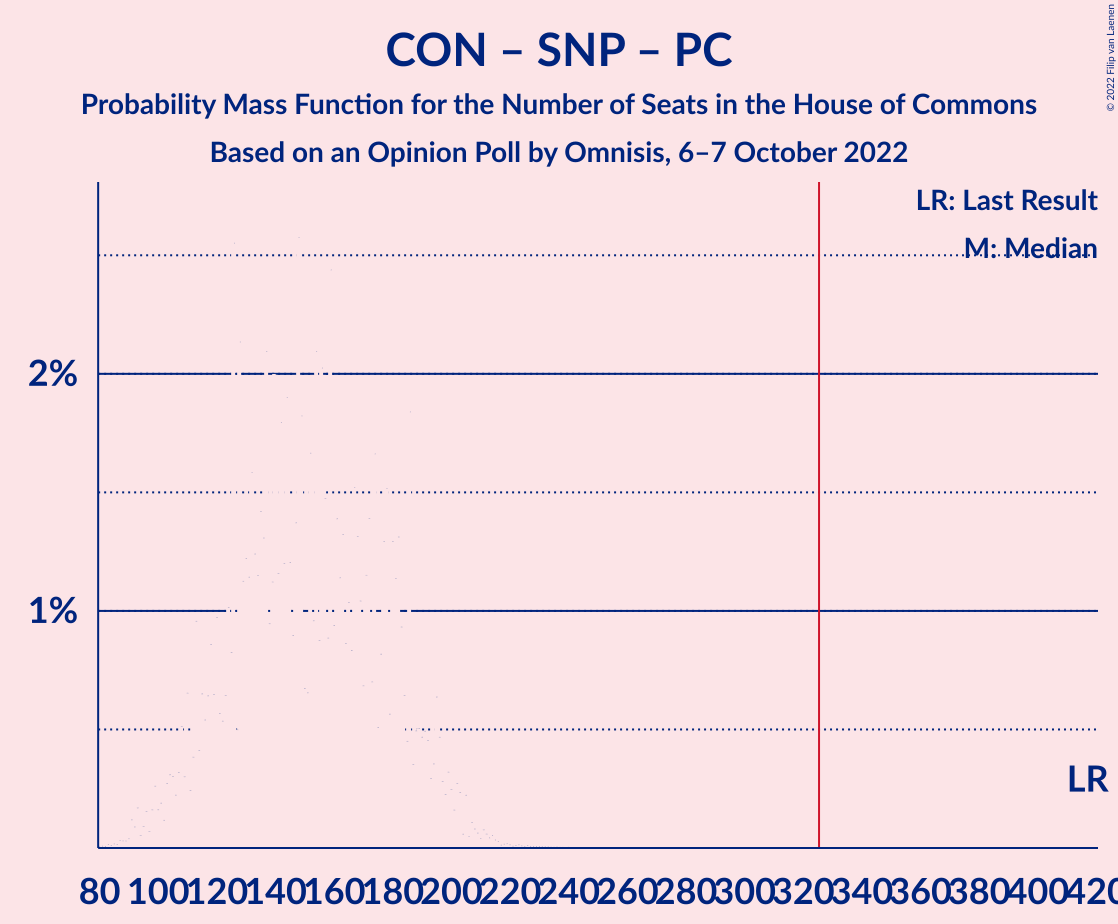 CON – SNP – PC
Probability Mass Function for the Number of Seats in the House of Commons
Based on an Opinion Poll by Omnisis, 6–7 October 2022
© 2022 Filip van Laenen
LR: Last Result
M: Median
2%
1%
LR
80 100 120 140 160 180 200 220 240 260 280 300 320 340 360 380 400 420